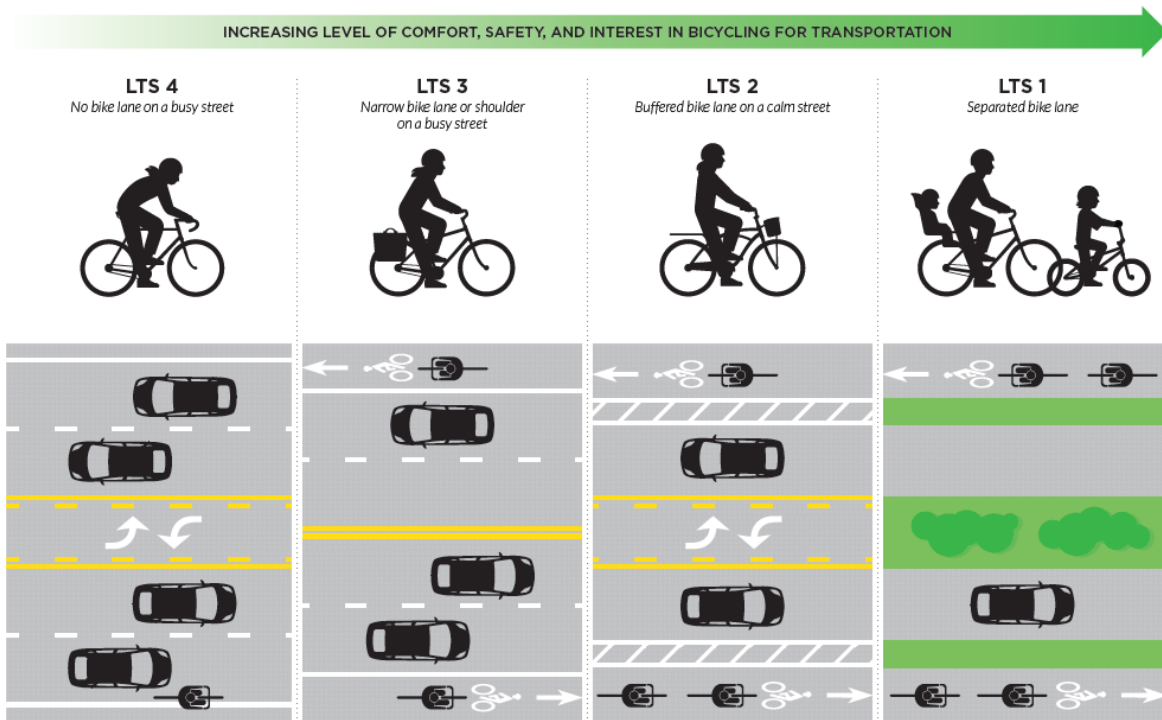 INCREASING LEVEL OF COMFORT, SAFETY, AND INTEREST IN BICYCLING FOR TRANSPORTATION
LTS 4
No bike lane on a busy street
LTS 3
Narrow bike lane or shoulder
on a busy street
LTS 2
Buffered bike lane on a calm street
LTS 1
Separated bike lane